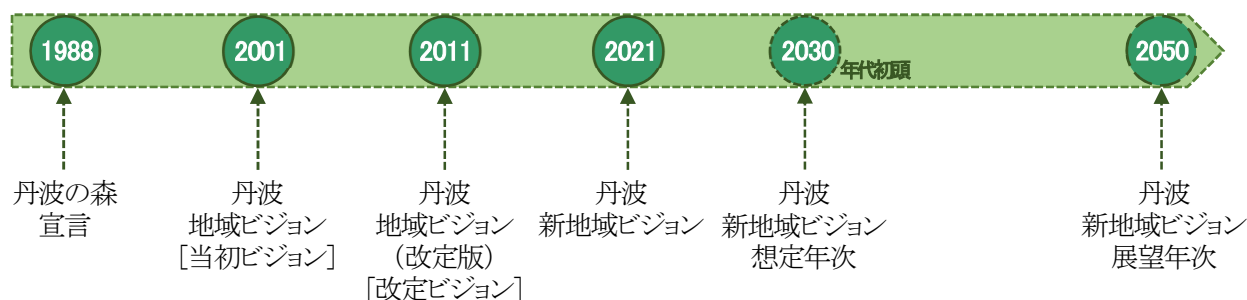 1988
2001
2011
2021
2030
年代初頭
2050
丹波の森
宣言
丹波
地域ビジョン
[当初ビジョン]
丹波
地域ビジョン
(改定版)
[改定ビジョン]
丹波
新地域ビジョン
丹波
新地域ビジョン
想定年次
丹波
新地域ビジョン
展望年次